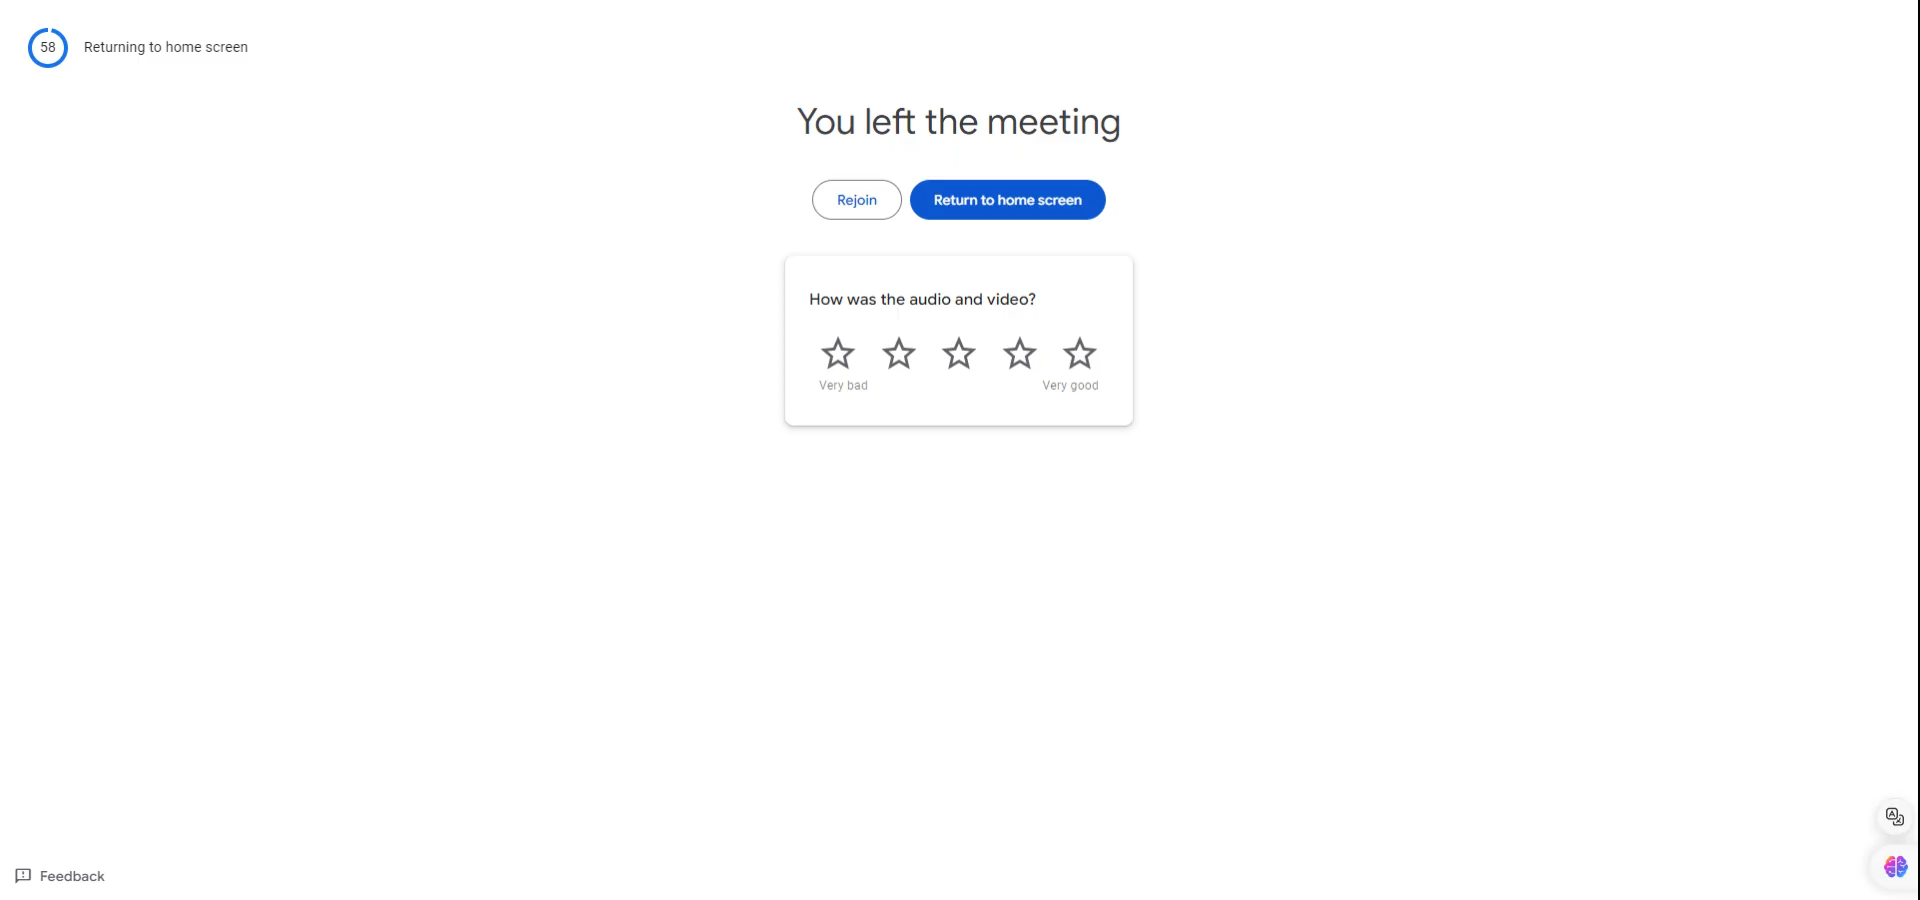 58 Returning to home screen
You left the meeting
Rejoin Return to home screen
How was the audio and video?
Very bad Very good
Feedback